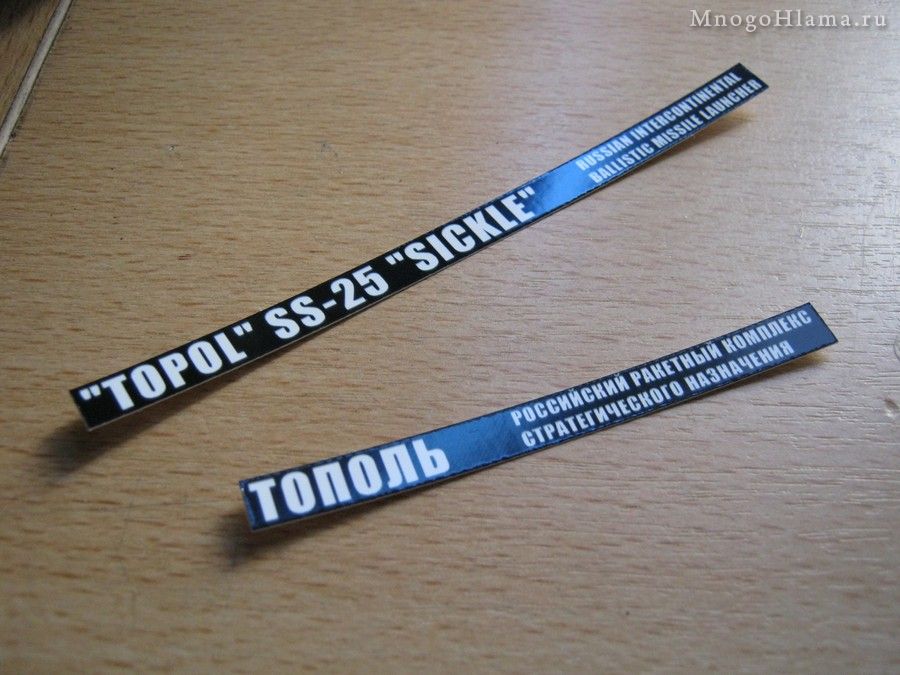 MnogoHlama.ru
"TOPOL" SS-25 "SICKLE"
RUSSIAN INTERCONTINENTAL
BALLISTIC MISSILE LAUNCHER
ТОПОЛЬ
РОССИЙСКИЙ РАКЕТНЫЙ КОМПЛЕКС
СТРАТЕГИЧЕСКОГО НАЗНАЧЕНИЯ